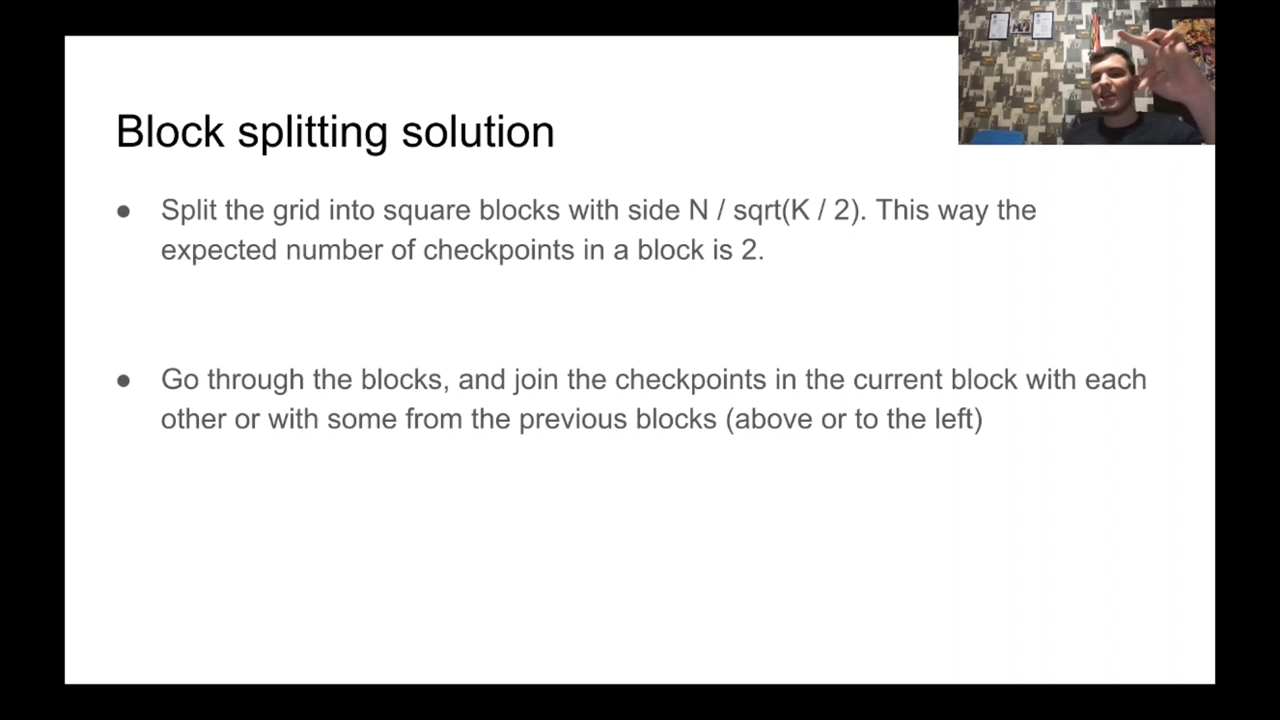 Block splitting solution
● Split the grid into square blocks with side N / sqrt(K / 2). This way the
expected number of checkpoints in a block is 2.
● Go through the blocks, and join the checkpoints in the current block with each
other or with some from the previous blocks (above or to the left)